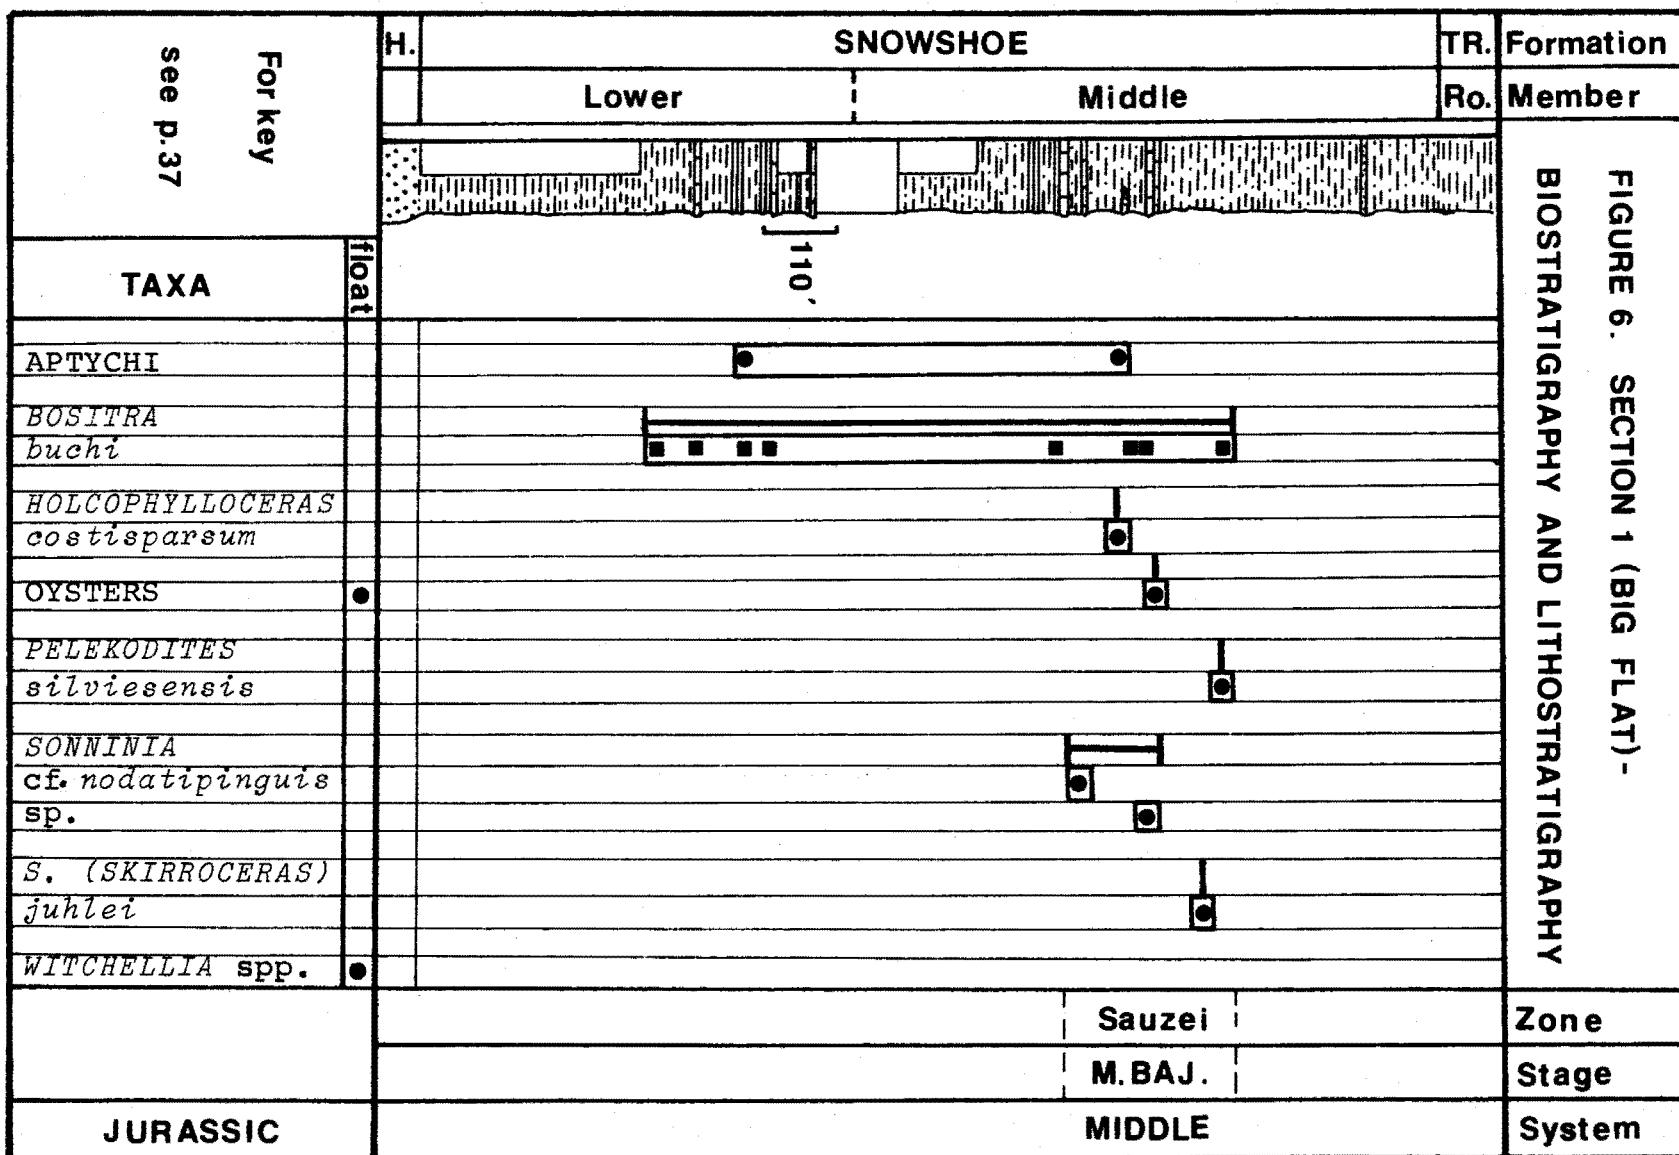 For key
see p.37
H.
SNOWSHOE
TR.
Formation
Lower
Middle
Ro.
Member
110'
TAXA
float
APTYCHI
BOSITRA
buchi
HOLCOPHYLLOCERAS
costisparsum
OYSTERS
PELEKODITES
silviesensis
SONNINIA
cf. nodatipinguis
sp.
S. (SKIRROCERAS)
juhlei
WITCHELLIA spp.
Sauzei
Zone
M.BAJ.
Stage
JURASSIC
MIDDLE
System
FIGURE 6. SECTION 1 (BIG FLAT)-
BIOSTRATIGRAPHY AND LITHOSTRATIGRAPHY